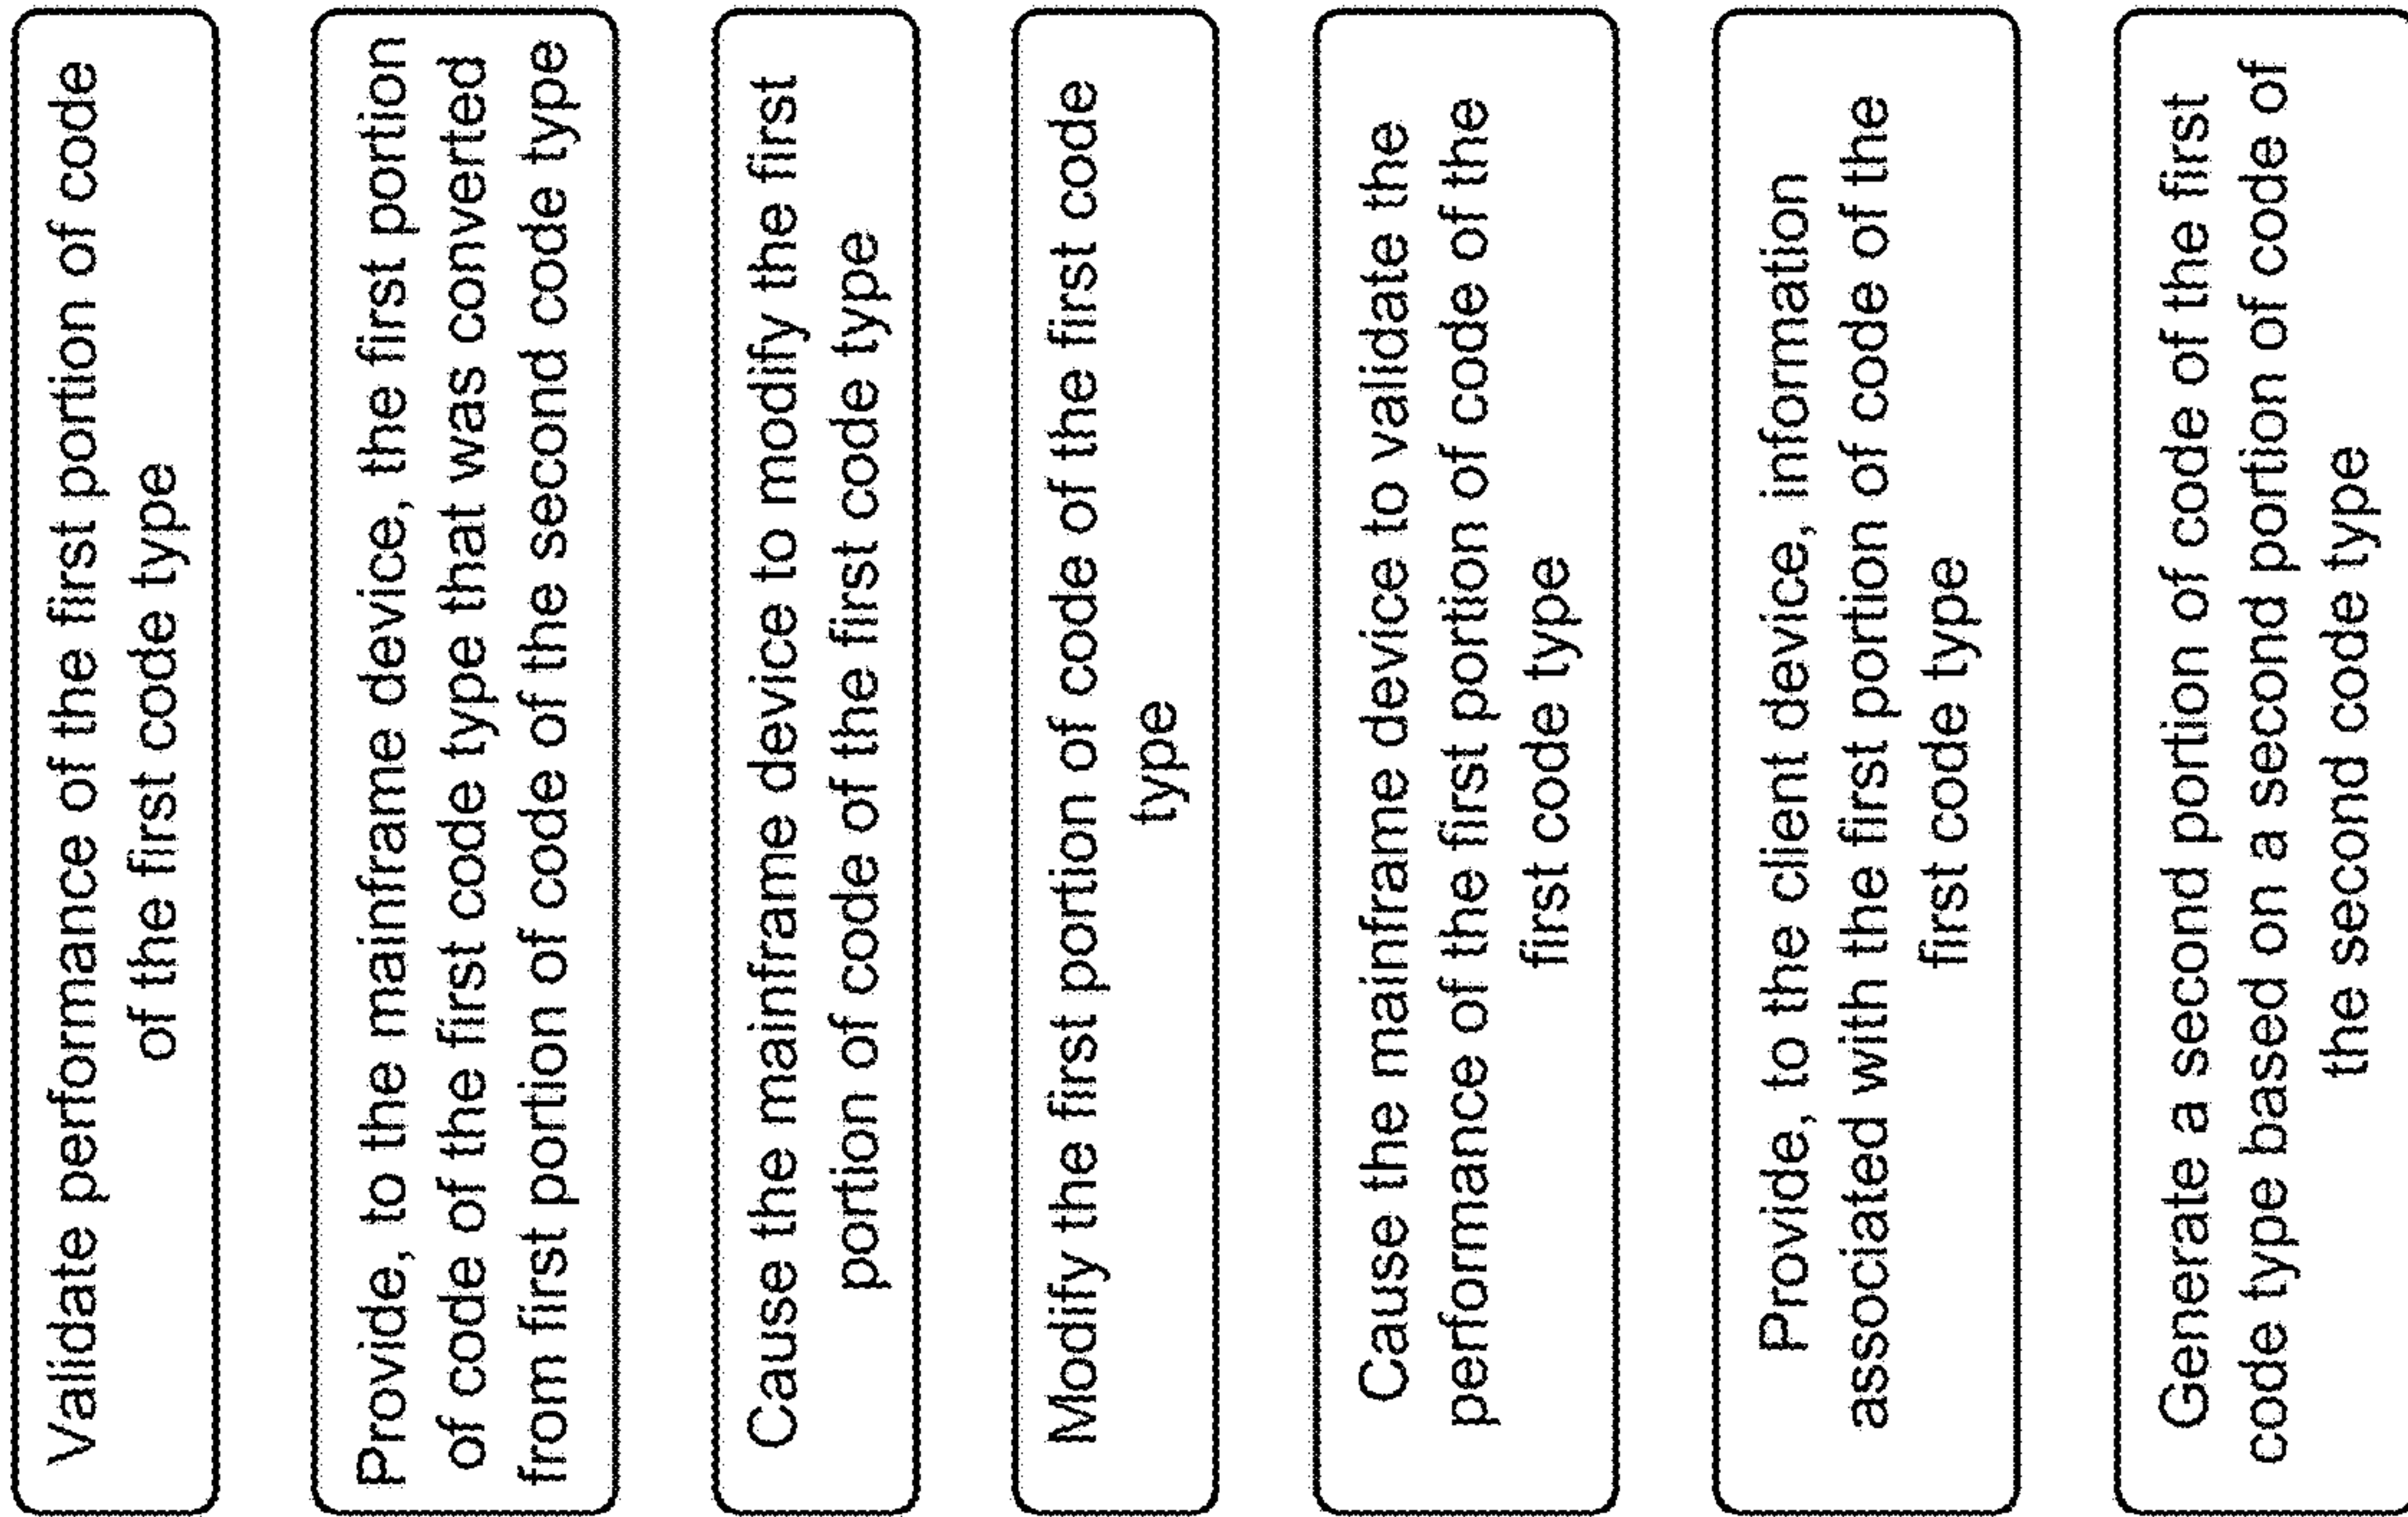 Validate performance of the first portion of code
of the first code type
Provide, to the mainframe device, the first portion
of code of the first code type that was converted
from first portion of code of the second code type
Cause the mainframe device to modify the first
portion of code of the first code type
Modify the first portion of code of the first code
type
Cause the mainframe device to validate the
performance of the first portion of code of the
first code type
Provide, to the client device, information
associated with the first portion of code of the
first code type
Generate a second portion of code of the first
code type based on a second portion of code of
the second code type